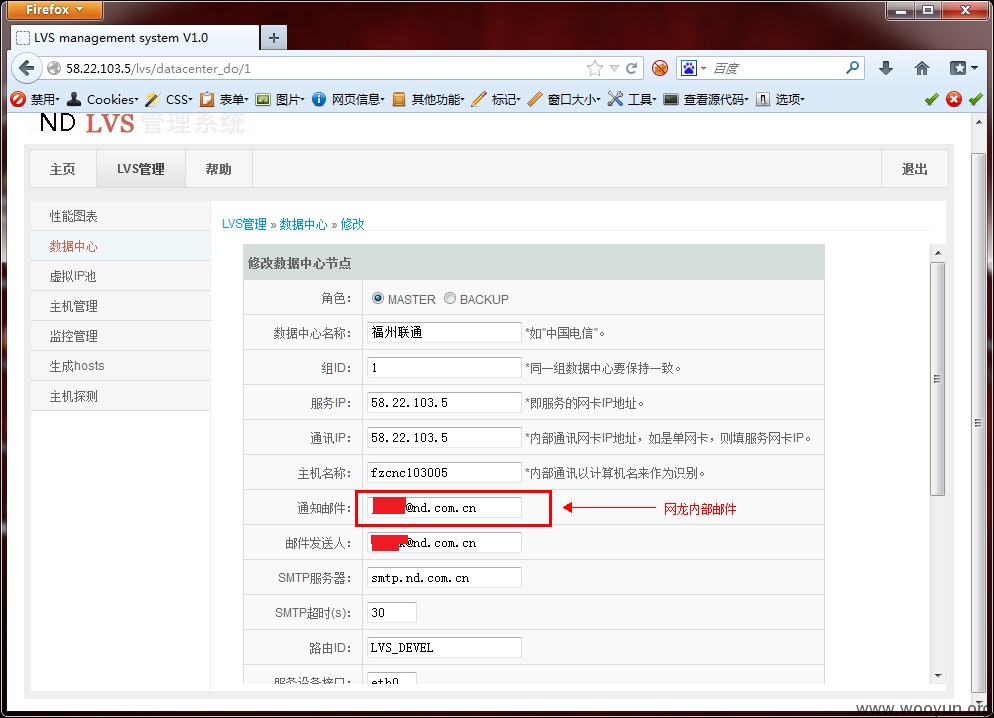 Firefox
LVS management system V1.0
58.22.103.5/lvs/datacenter_do/1
百度
禁用 Cookies CSS 表单 图片 网页信息 其他功能 标记 窗口大小 工具 查看源代码 选项
ND LVS 管理系统
主页 LVS管理 帮助 退出
性能图表
数据中心
虚拟IP池
主机管理
监控管理
生成hosts
主机探测
LVS管理 » 数据中心 » 修改
修改数据中心节点
角色: MASTER BACKUP
数据中心名称: 福州联通 *如"中国电信"。
组ID: 1 *同一组数据中心要保持一致。
服务IP: 58.22.103.5 *即服务的网卡IP地址。
通讯IP: 58.22.103.5 *内部通讯网卡IP地址，如是单网卡，则填服务网卡IP。
主机名称: fzcnc103005 *内部通讯以计算机名来作为识别。
通知邮件: @nd.com.cn 网龙内部邮件
邮件发送人: @nd.com.cn
SMTP服务器: smtp.nd.com.cn
SMTP超时(s): 30
路由ID: LVS_DEVEL
服务设备接口: eth0
www.wooyun.org